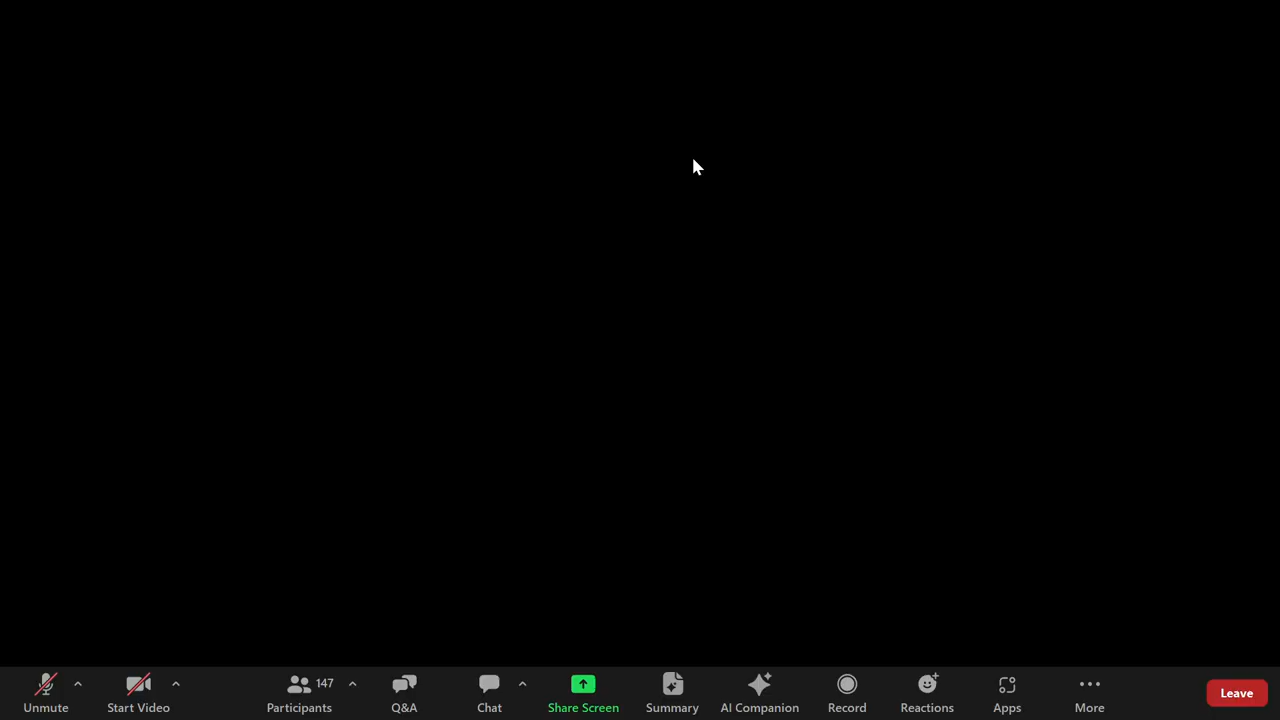 147
Unmute
Start Video
Participants
Q&A
Chat
Share Screen
Summary
AI Companion
Record
Reactions
Apps
More
Leave